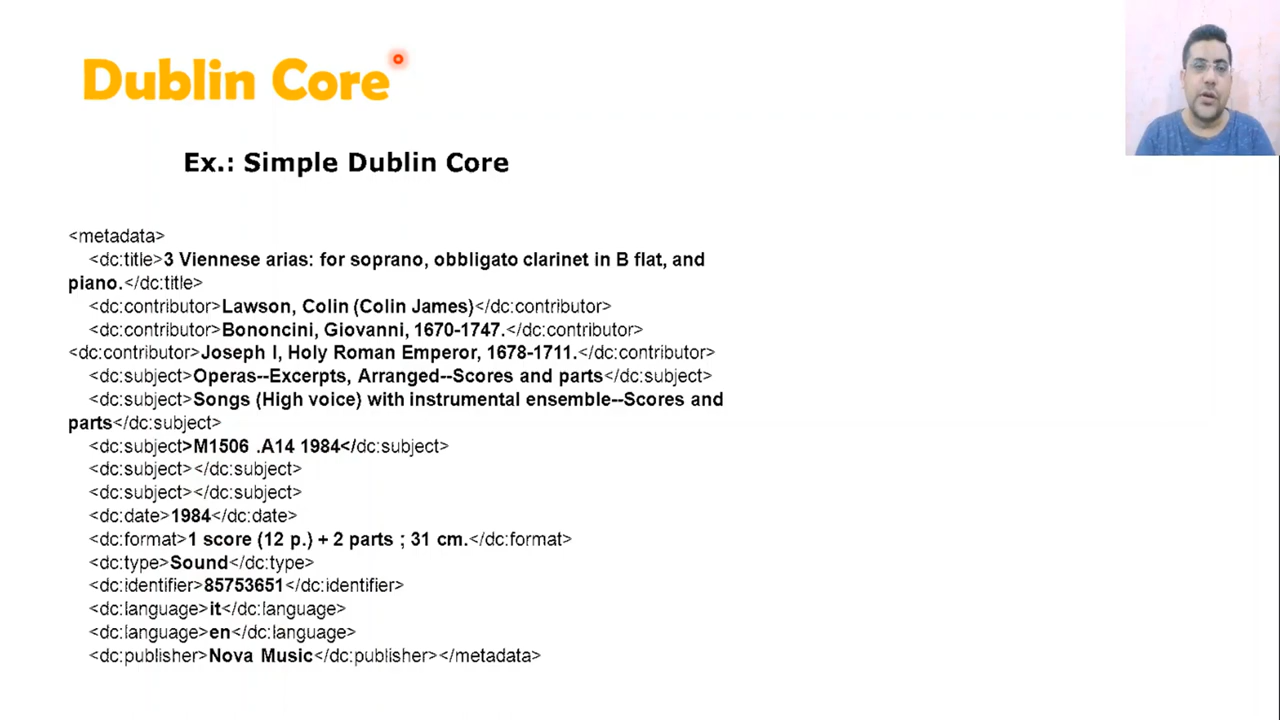 Dublin Core
Ex.: Simple Dublin Core
<metadata>
<dc:title>3 Viennese arias: for soprano, obbligato clarinet in B flat, and
piano.</dc:title>
<dc:contributor>Lawson, Colin (Colin James)</dc:contributor>
<dc:contributor>Bononcini, Giovanni, 1670-1747.</dc:contributor>
<dc:contributor>Joseph I, Holy Roman Emperor, 1678-1711.</dc:contributor>
<dc:subject>Operas--Excerpts, Arranged--Scores and parts</dc:subject>
<dc:subject>Songs (High voice) with instrumental ensemble--Scores and
parts</dc:subject>
<dc:subject>M1506 .A14 1984</dc:subject>
<dc:subject></dc:subject>
<dc:subject></dc:subject>
<dc:date>1984</dc:date>
<dc:format>1 score (12 p.) + 2 parts ; 31 cm.</dc:format>
<dc:type>Sound</dc:type>
<dc:identifier>85753651</dc:identifier>
<dc:language>it</dc:language>
<dc:language>en</dc:language>
<dc:publisher>Nova Music</dc:publisher></metadata>